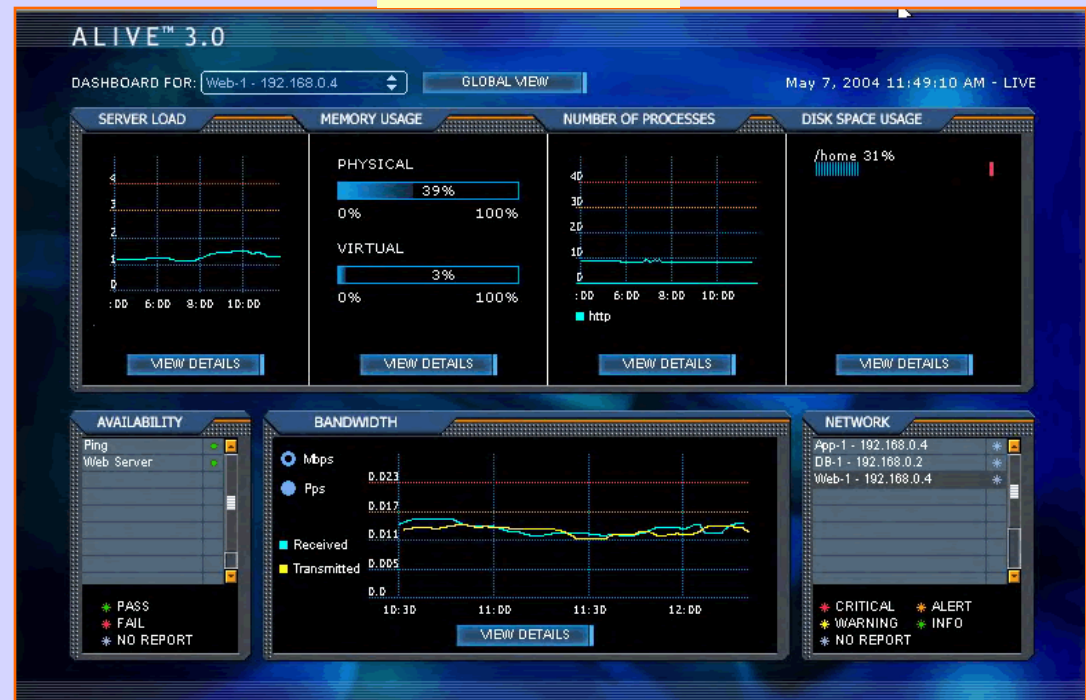 ALIVE™ 3.0
DASHBOARD FOR: Web-1 - 192.168.0.4 GLOBAL VIEW May 7, 2004 11:49:10 AM - LIVE
SERVER LOAD MEMORY USAGE NUMBER OF PROCESSES DISK SPACE USAGE
4
3
2
1
0
:00 6:00 8:00 10:00
VIEW DETAILS
PHYSICAL
39%
0% 100%
VIRTUAL
3%
0% 100%
VIEW DETAILS
40
30
20
10
0
:00 6:00 8:00 10:00
http
VIEW DETAILS
/home 31%
VIEW DETAILS
AVAILABILITY
Ping
Web Server
PASS
FAIL
NO REPORT
BANDWIDTH
Mbps
Pps
Received
Transmitted
0.023
0.017
0.011
0.005
0.0
10:30 11:00 11:30 12:00
VIEW DETAILS
NETWORK
App-1 - 192.168.0.4
DB-1 - 192.168.0.2
Web-1 - 192.168.0.4
CRITICAL ALERT
WARNING INFO
NO REPORT